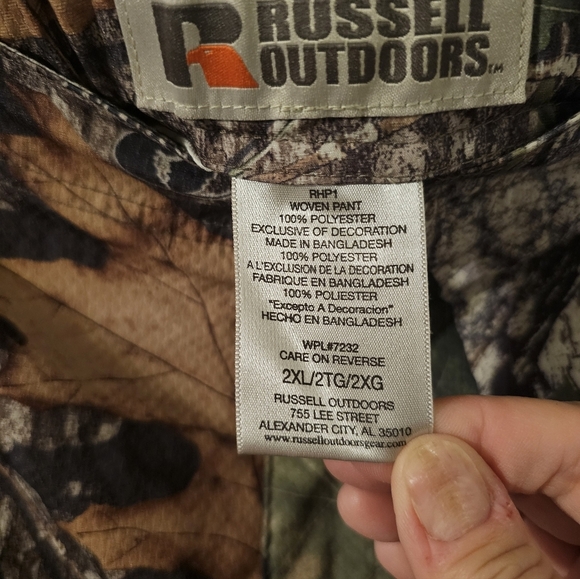 R RUSSELL
OUTDOORS™
RHP1
WOVEN PANT
100% POLYESTER
EXCLUSIVE OF DECORATION
MADE IN BANGLADESH
100% POLYESTER
A L'EXCLUSION DE LA DECORATION
FABRIQUE EN BANGLADESH
100% POLIESTER
"Excepto A Decoracion"
HECHO EN BANGLADESH
WPL#7232
CARE ON REVERSE
2XL/2TG/2XG
RUSSELL OUTDOORS
755 LEE STREET
ALEXANDER CITY, AL 35010
www.russelloutdoorsgear.com